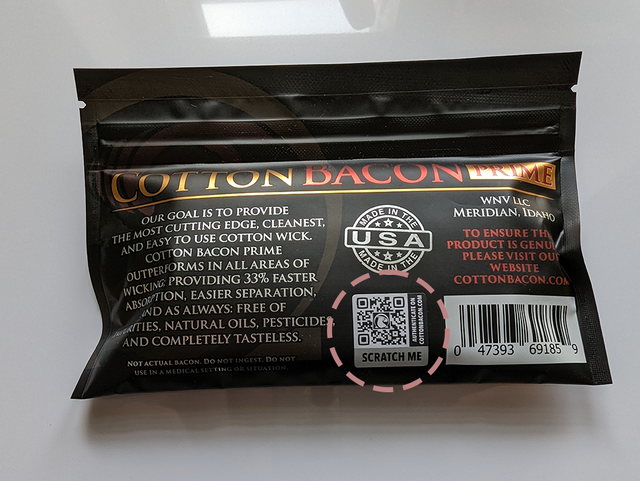 COTTON BACON PRIME
OUR GOAL IS TO PROVIDE
THE MOST CUTTING EDGE, CLEANEST,
AND EASY TO USE COTTON WICK.
COTTON BACON PRIME
OUTPERFORMS IN ALL AREAS OF
WICKING; PROVIDING 33% FASTER
ABSORPTION, EASIER SEPARATION,
AND AS ALWAYS: FREE OF
NATURAL OILS, PESTICIDE
AND COMPLETELY TASTELESS.
NOT ACTUAL BACON. DO NOT INGEST. DO NOT
USE IN A MEDICAL SETTING OR SITUATION.
MADE IN THE
USA
MADE IN THE
AUTHENTICATE ON
COTTONBACON.COM
SCRATCH ME
WNV LLC
MERIDIAN, IDAHO
TO ENSURE THE
PRODUCT IS
PLEASE VISIT OUR
WEBSITE
COTTONBACON.COM
0 47393 69185 9